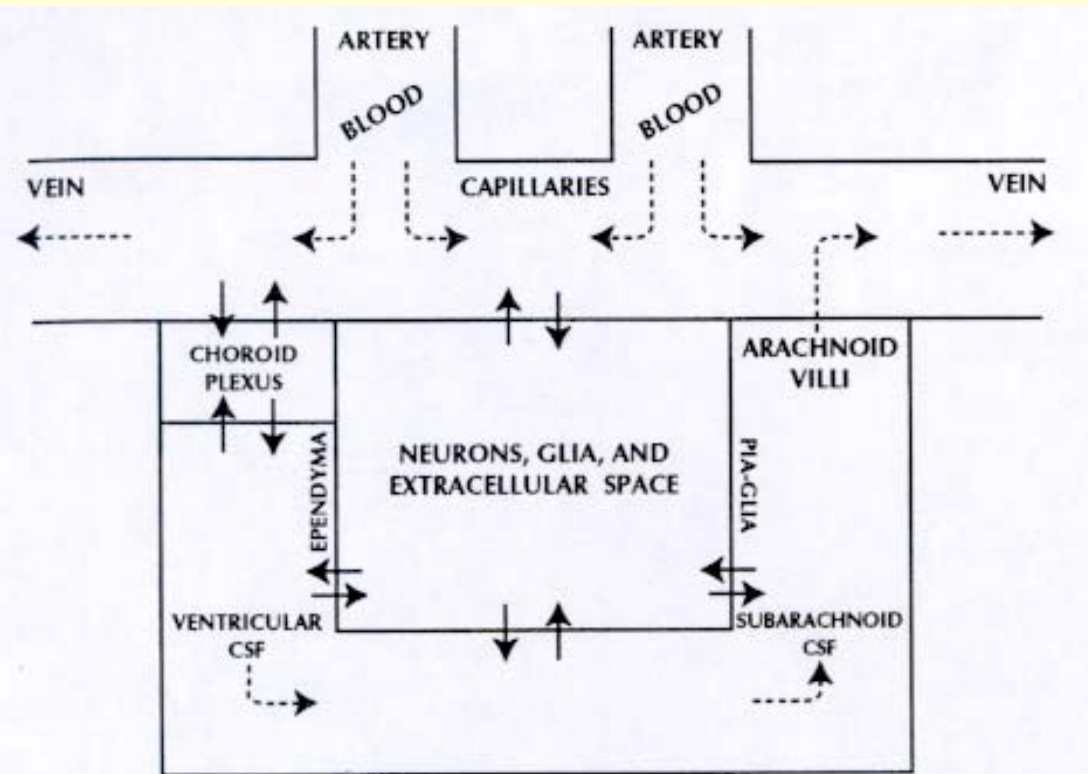 ARTERY
ARTERY
BLOOD
BLOOD
VEIN
CAPILLARIES
VEIN
CHOROID
PLEXUS
ARACHNOID
VILLI
EPENDYMA
NEURONS, GLIA, AND
EXTRACELLULAR SPACE
PIA-GLIA
VENTRICULAR
CSF
SUBARACHNOID
CSF